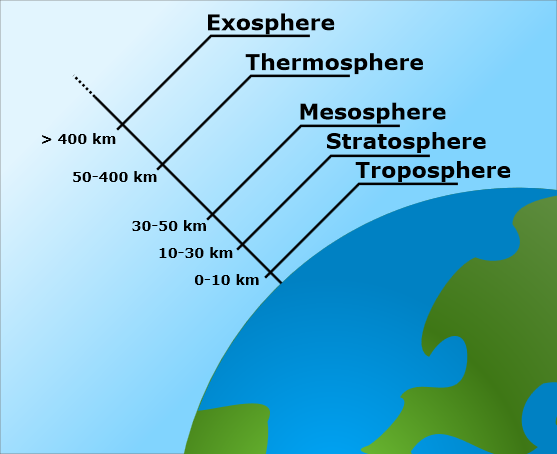 Exosphere
Thermosphere
Mesosphere
Stratosphere
Troposphere
> 400 km
50-400 km
30-50 km
10-30 km
0-10 km